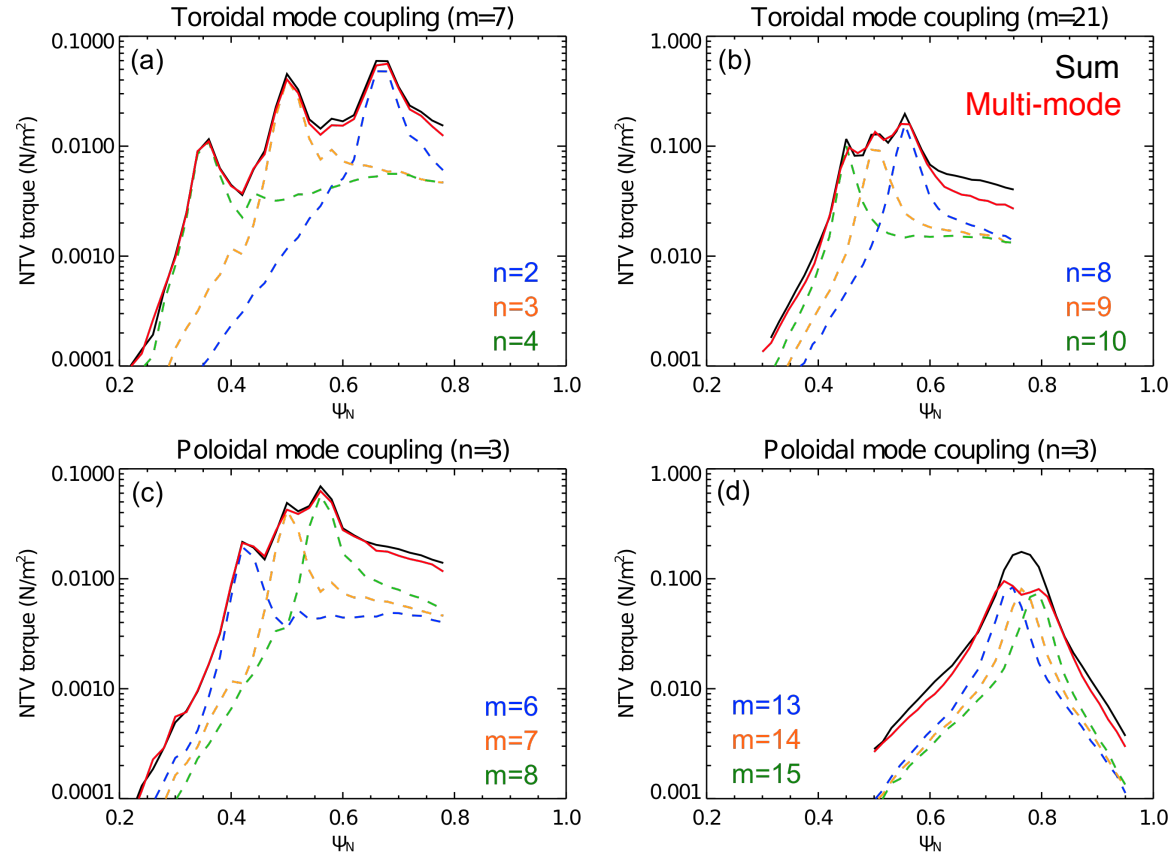 Toroidal mode coupling (m=7)
(a)
NTV torque (N/m²)
0.1000
0.0100
0.0010
0.0001
n=2
n=3
n=4
0.2 0.4 0.6 0.8 1.0
Ψ_N
Toroidal mode coupling (m=21)
(b)
Sum
Multi-mode
NTV torque (N/m²)
1.000
0.100
0.010
0.001
n=8
n=9
n=10
0.2 0.4 0.6 0.8 1.0
Ψ_N
Poloidal mode coupling (n=3)
(c)
NTV torque (N/m²)
0.1000
0.0100
0.0010
0.0001
m=6
m=7
m=8
0.2 0.4 0.6 0.8 1.0
Ψ_N
Poloidal mode coupling (n=3)
(d)
NTV torque (N/m²)
1.000
0.100
0.010
0.001
m=13
m=14
m=15
0.2 0.4 0.6 0.8 1.0
Ψ_N